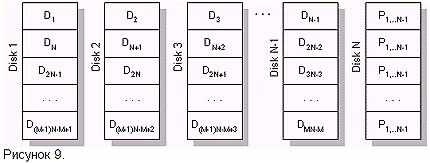 Disk 1 Disk 2 Disk 3 Disk N-1 Disk N
D1 D2 D3 . . . DN-1 P1,..N-1
DN DN+1 DN+2 D2N-2 P1,..N-1
D2N-1 D2N D2N+1 D3N-3 P1,..N-1
. . . . . . . . . . . . . . .
D(M-1)N-M+1 D(M-1)N-M+2 D(M-1)N-M+3 DMN-M P1,..N-1
Рисунок 9.